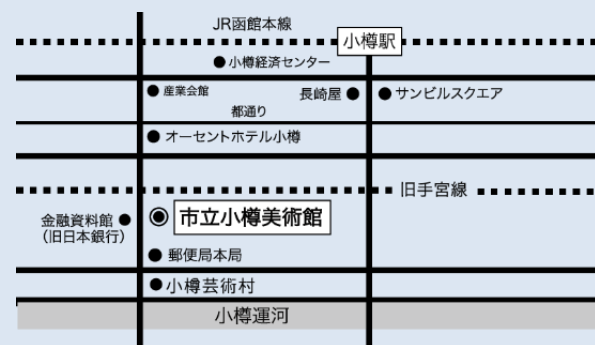 JR函館本線
小樽駅
●小樽経済センター
●産業会館
長崎屋●
●サンビルスクエア
都通り
●オーセントホテル小樽
旧手宮線
金融資料館●
(旧日本銀行)
◉市立小樽美術館
●郵便局本局
●小樽芸術村
小樽運河